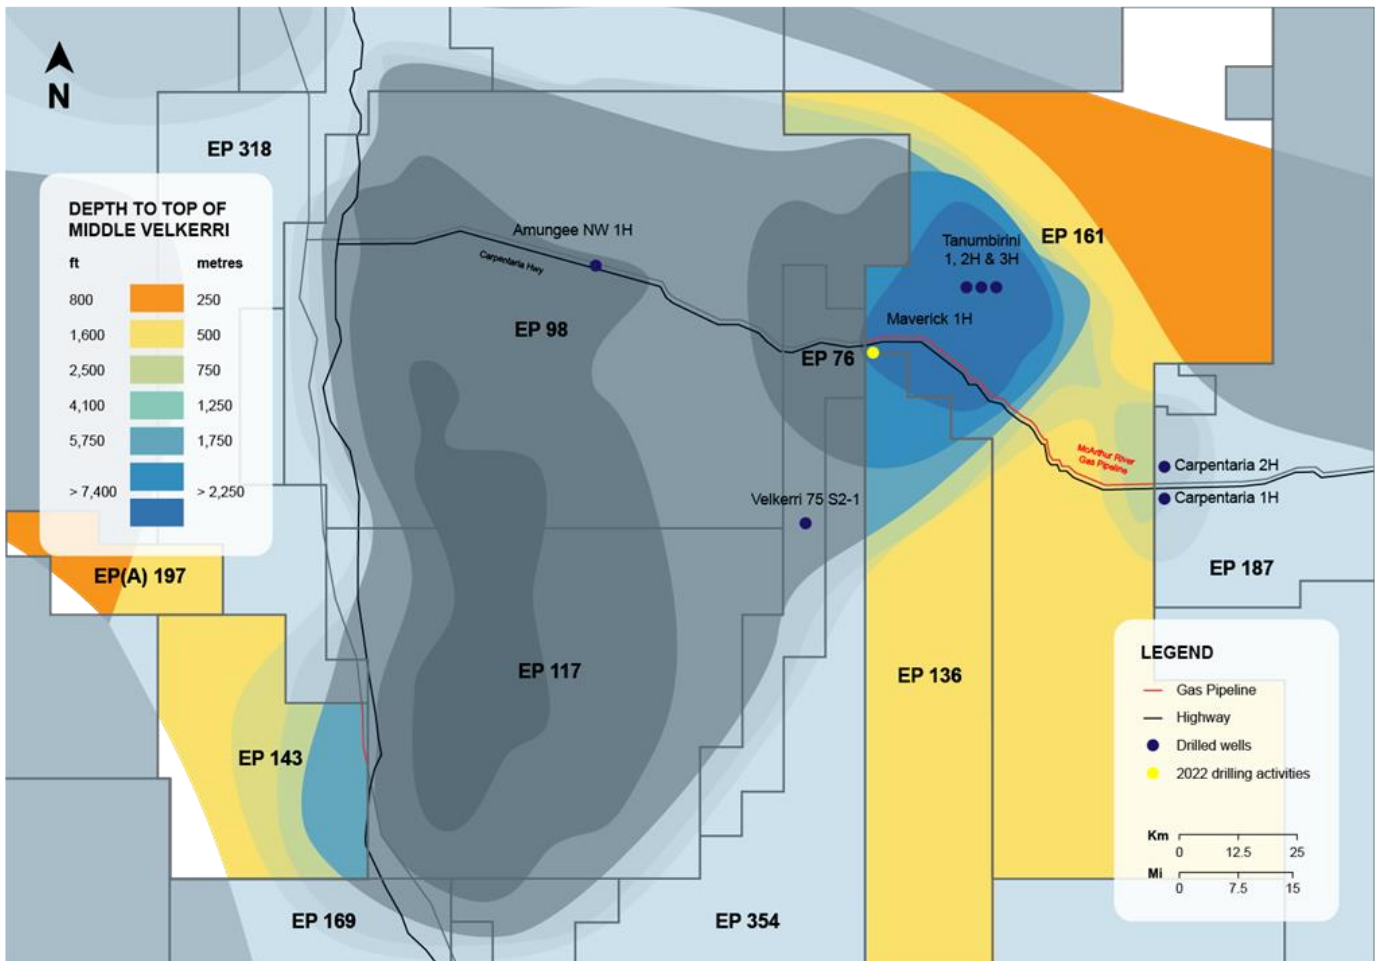 N
EP 318
DEPTH TO TOP OF
MIDDLE VELKERRI
ft metres
800 250
1,600 500
2,500 750
4,100 1,250
5,750 1,750
> 7,400 > 2,250
Amungee NW 1H
Carpentaria Hwy
EP 98
Tanumbirini
1, 2H & 3H
EP 161
Maverick 1H
EP 76
McArthur River
Gas Pipeline
Carpentaria 2H
Carpentaria 1H
Velkerri 75 S2-1
EP 187
EP(A) 197
EP 117
EP 136
EP 143
EP 169
EP 354
LEGEND
Gas Pipeline
Highway
Drilled wells
2022 drilling activities
Km
0 12.5 25
Mi
0 7.5 15